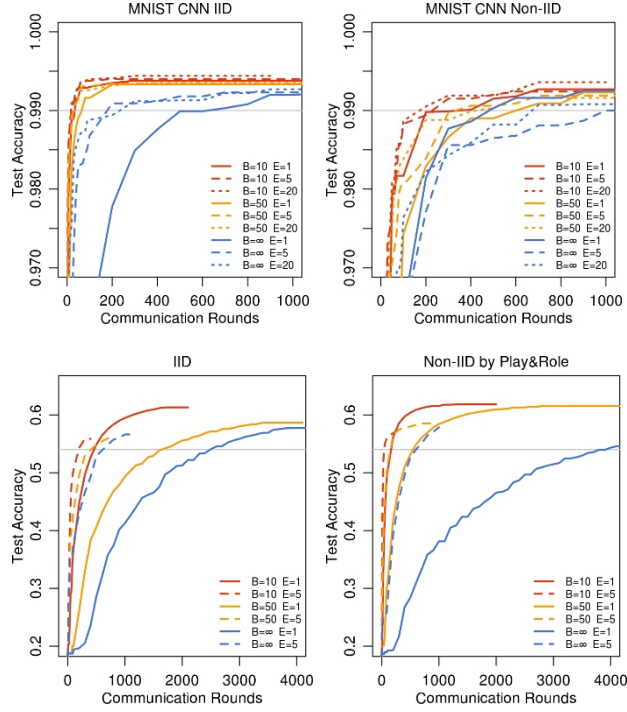 MNIST CNN IID
Test Accuracy
1.000
0.990
0.980
0.970
B=10 E=1
B=10 E=5
B=10 E=20
B=50 E=1
B=50 E=5
B=50 E=20
B=∞ E=1
B=∞ E=5
B=∞ E=20
0 200 400 600 800 1000
Communication Rounds
MNIST CNN Non-IID
Test Accuracy
1.000
0.990
0.980
0.970
B=10 E=1
B=10 E=5
B=10 E=20
B=50 E=1
B=50 E=5
B=50 E=20
B=∞ E=1
B=∞ E=5
B=∞ E=20
0 200 400 600 800 1000
Communication Rounds
IID
Test Accuracy
0.6
0.5
0.4
0.3
0.2
B=10 E=1
B=10 E=5
B=50 E=1
B=50 E=5
B=∞ E=1
B=∞ E=5
0 1000 2000 3000 4000
Communication Rounds
Non-IID by Play&Role
Test Accuracy
0.6
0.5
0.4
0.3
0.2
B=10 E=1
B=10 E=5
B=50 E=1
B=50 E=5
B=∞ E=1
B=∞ E=5
0 1000 2000 3000 4000
Communication Rounds